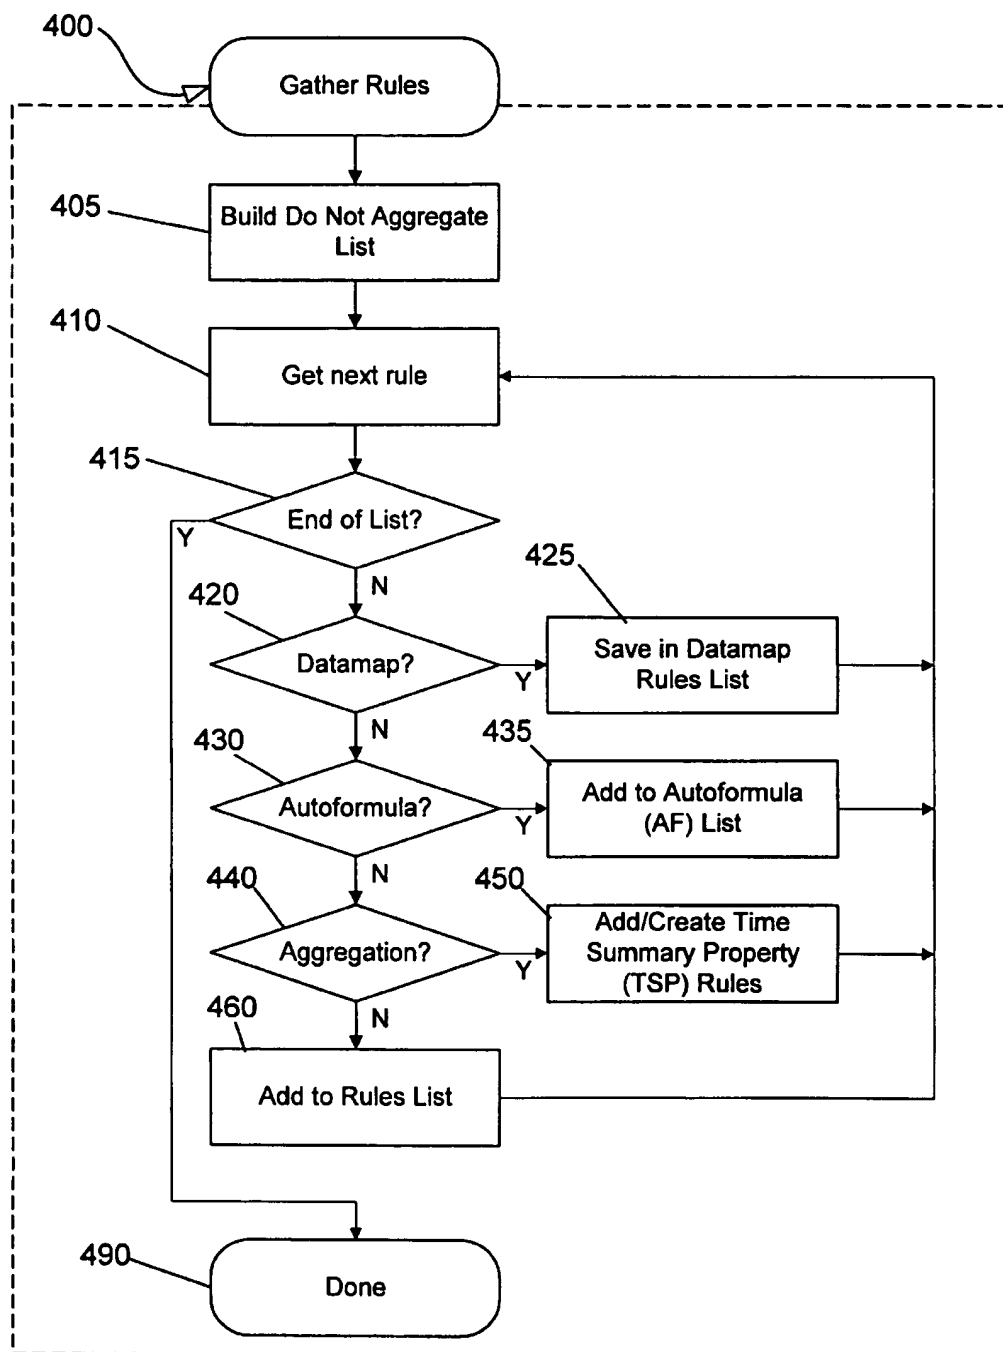 400
Gather Rules
405
Build Do Not Aggregate
List
410
Get next rule
415
End of List?
Y
N
420
Datamap?
Y
N
425
Save in Datamap
Rules List
430
Autoformula?
Y
N
435
Add to Autoformula
(AF) List
440
Aggregation?
Y
N
450
Add/Create Time
Summary Property
(TSP) Rules
460
Add to Rules List
490
Done